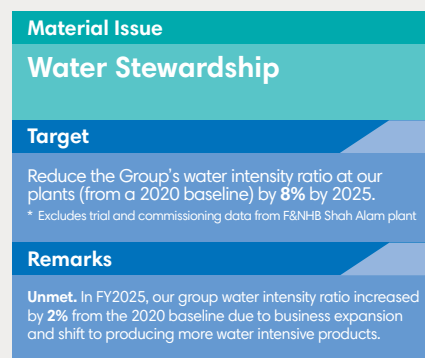 Material Issue
Water Stewardship
Target
Reduce the Group's water intensity ratio at our
plants (from a 2020 baseline) by 8% by 2025.
* Excludes trial and commissioning data from F&NHB Shah Alam plant
Remarks
Unmet. In FY2025, our group water intensity ratio increased
by 2% from the 2020 baseline due to business expansion
and shift to producing more water intensive products.